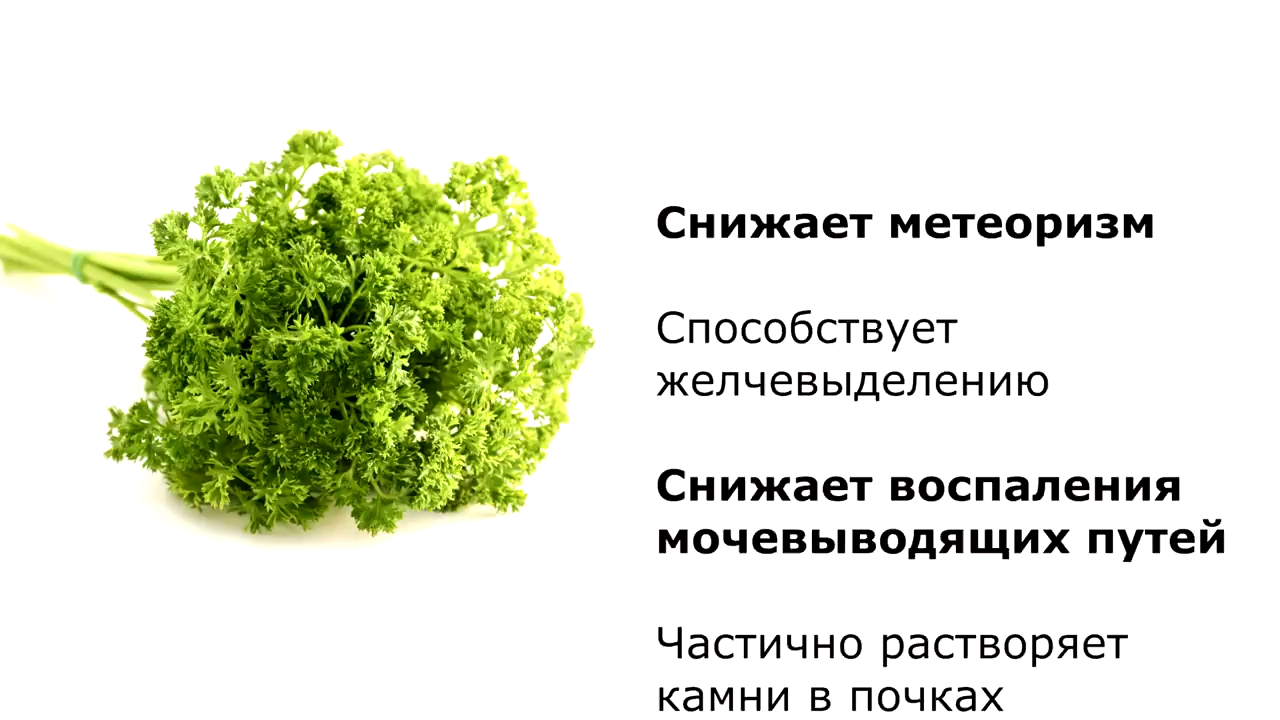 Снижает метеоризм
Способствует
желчевыделению
Снижает воспаления
мочевыводящих путей
Частично растворяет
камни в почках